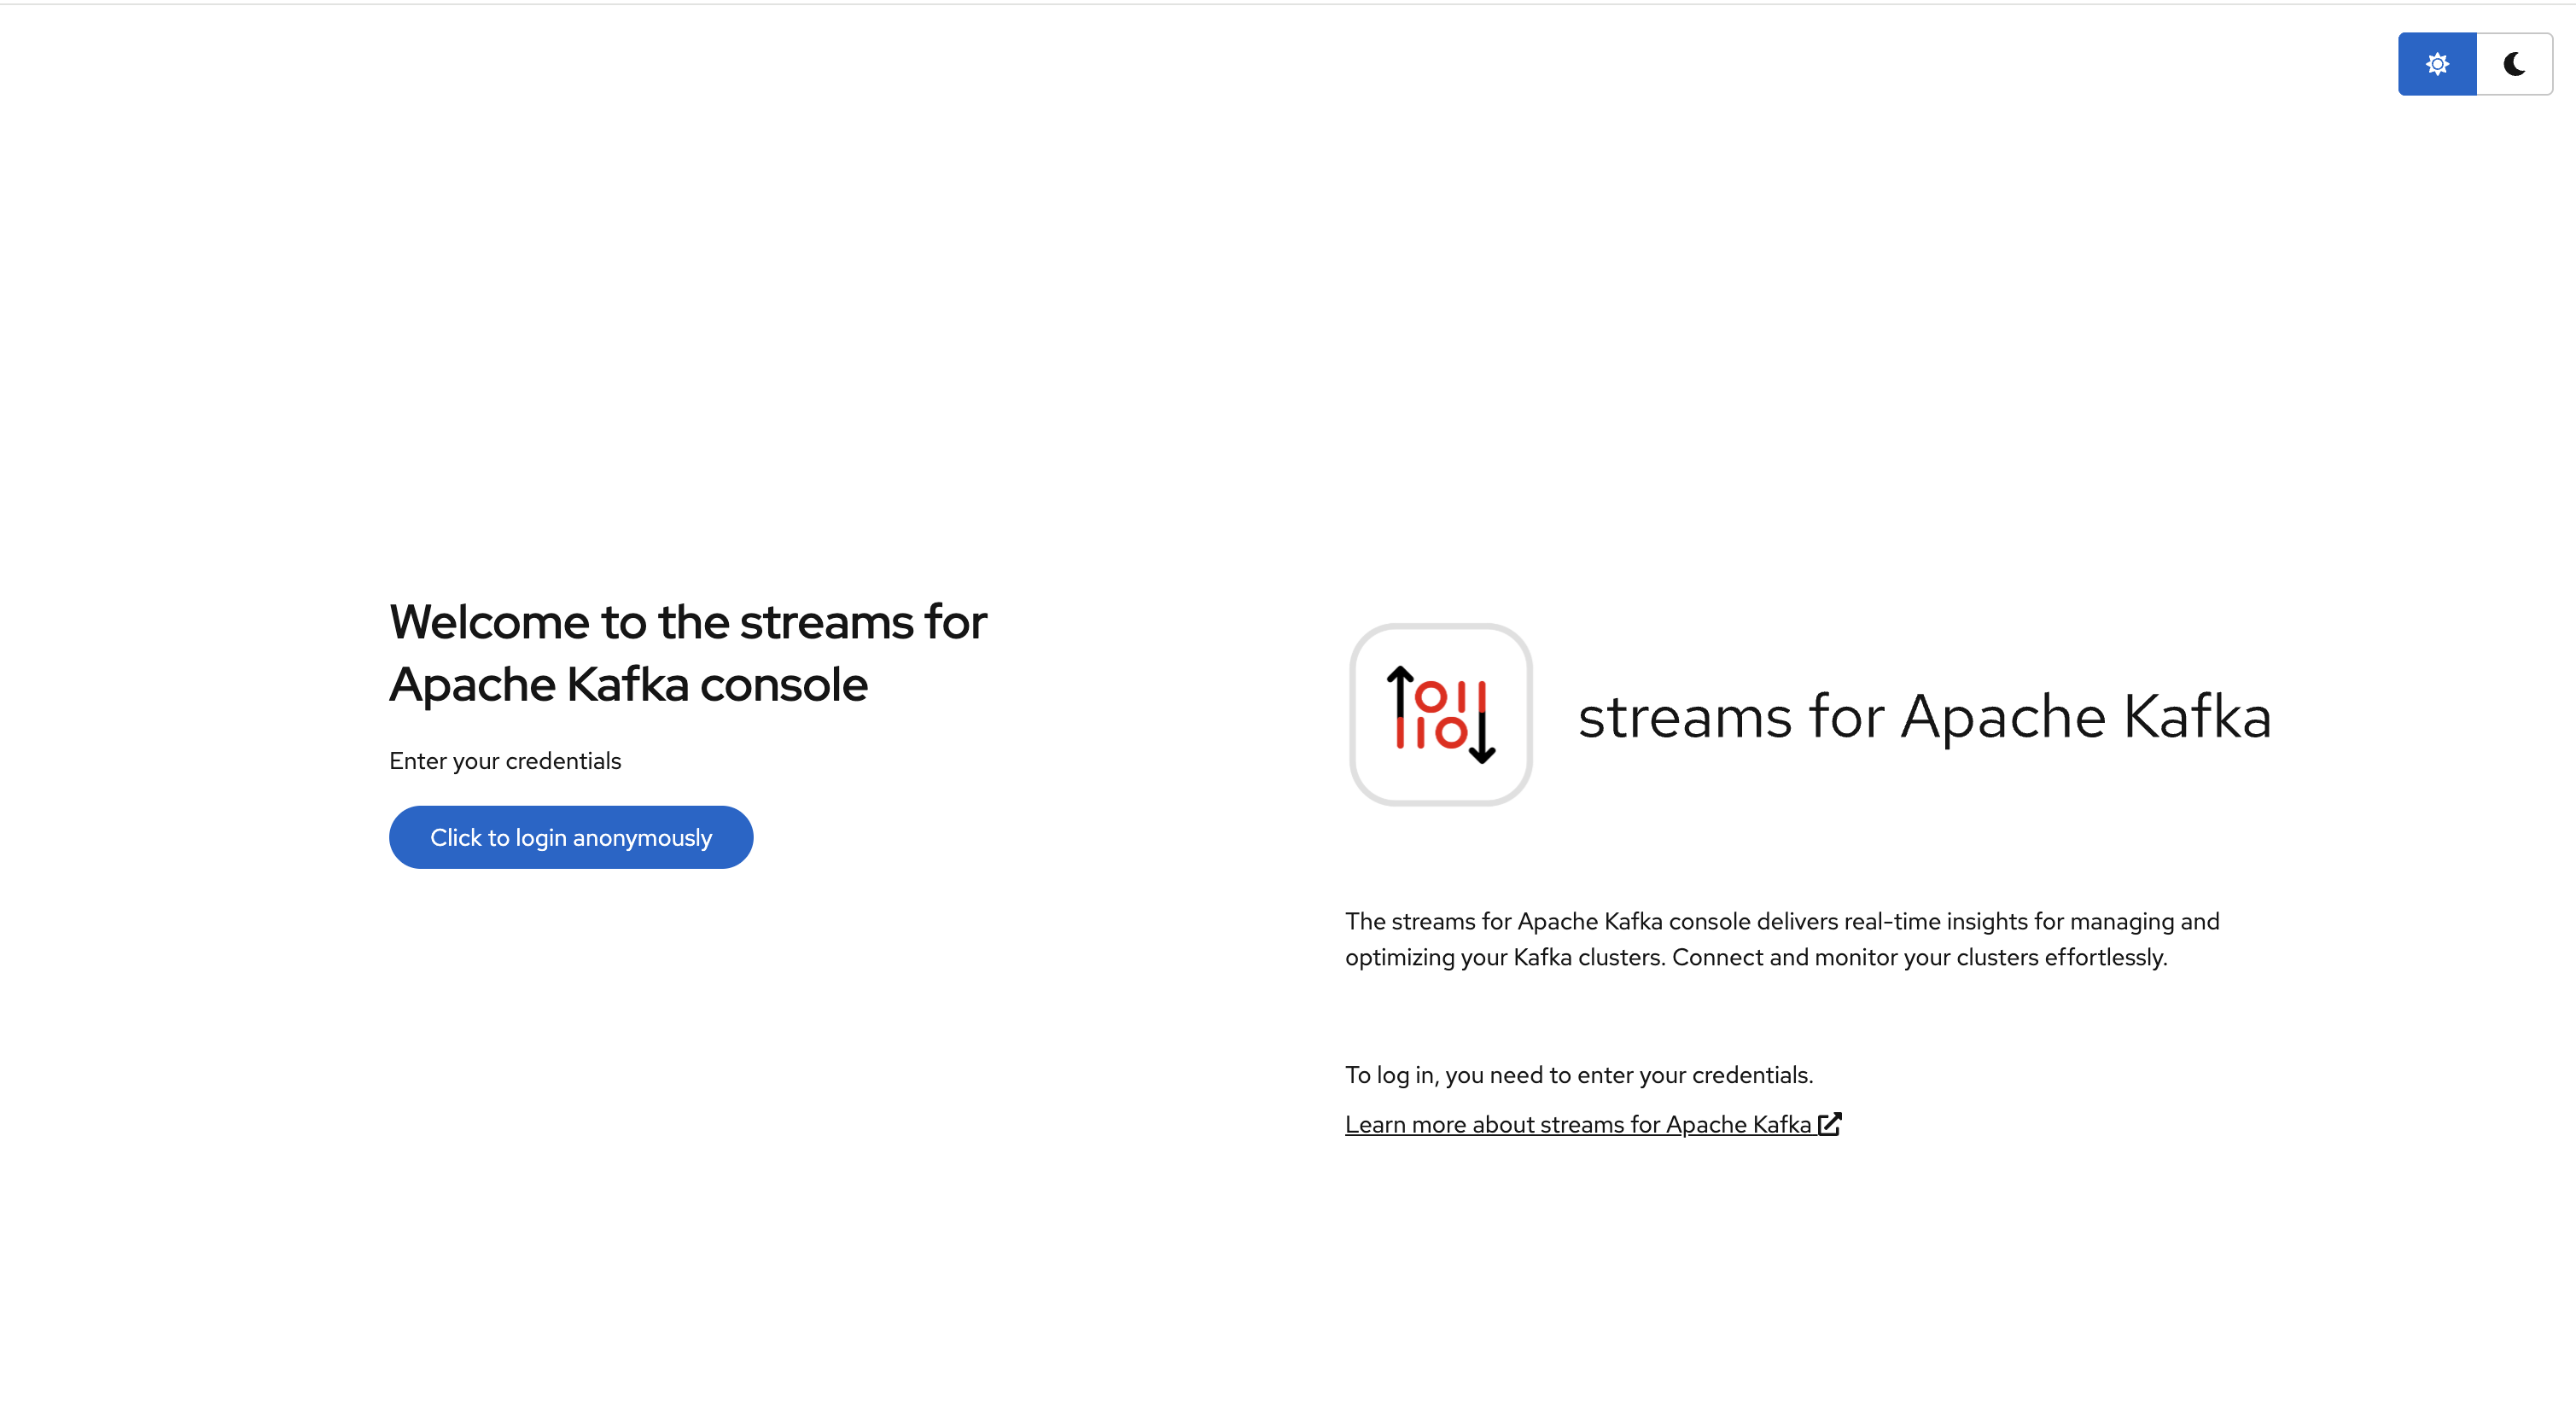 Welcome to the streams for
Apache Kafka console
Enter your credentials
Click to login anonymously
streams for Apache Kafka
The streams for Apache Kafka console delivers real-time insights for managing and
optimizing your Kafka clusters. Connect and monitor your clusters effortlessly.
To log in, you need to enter your credentials.
Learn more about streams for Apache Kafka